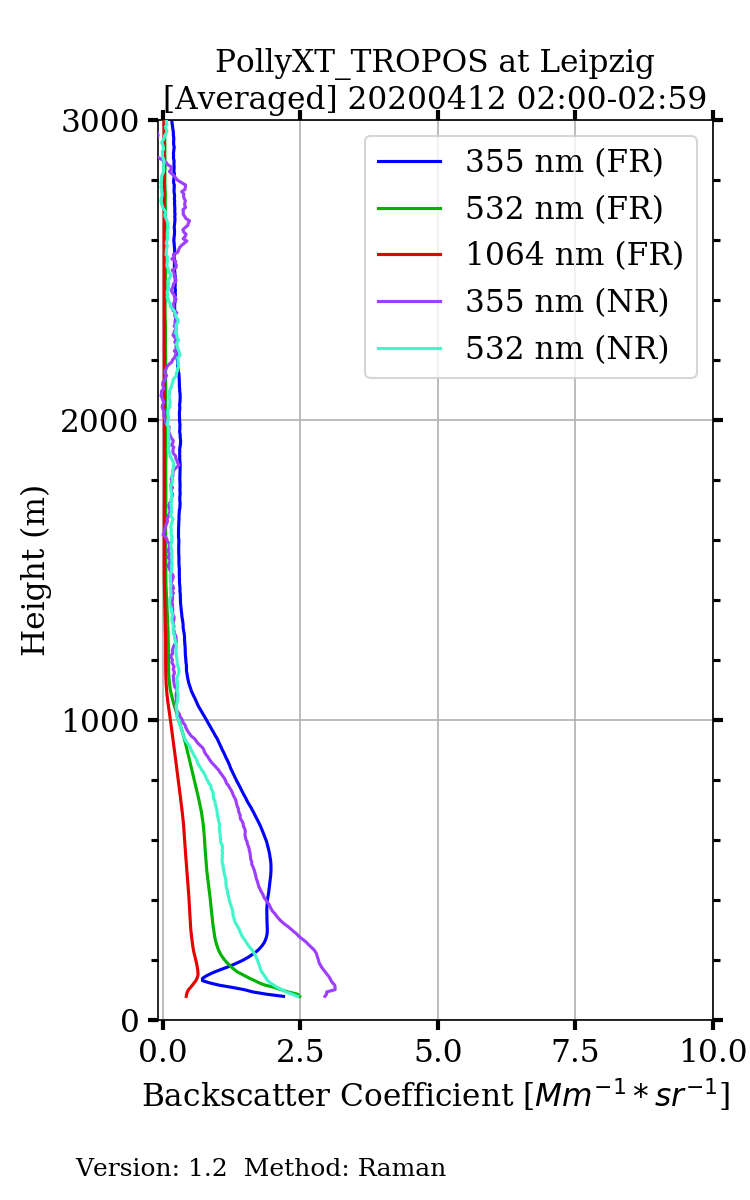 PollyXT_TROPOS at Leipzig
[Averaged] 20200412 02:00-02:59
355 nm (FR)
532 nm (FR)
1064 nm (FR)
355 nm (NR)
532 nm (NR)
3000
2000
1000
0
Height (m)
0.0 2.5 5.0 7.5 10.0
Backscatter Coefficient [Mm⁻¹ * sr⁻¹]
Version: 1.2 Method: Raman